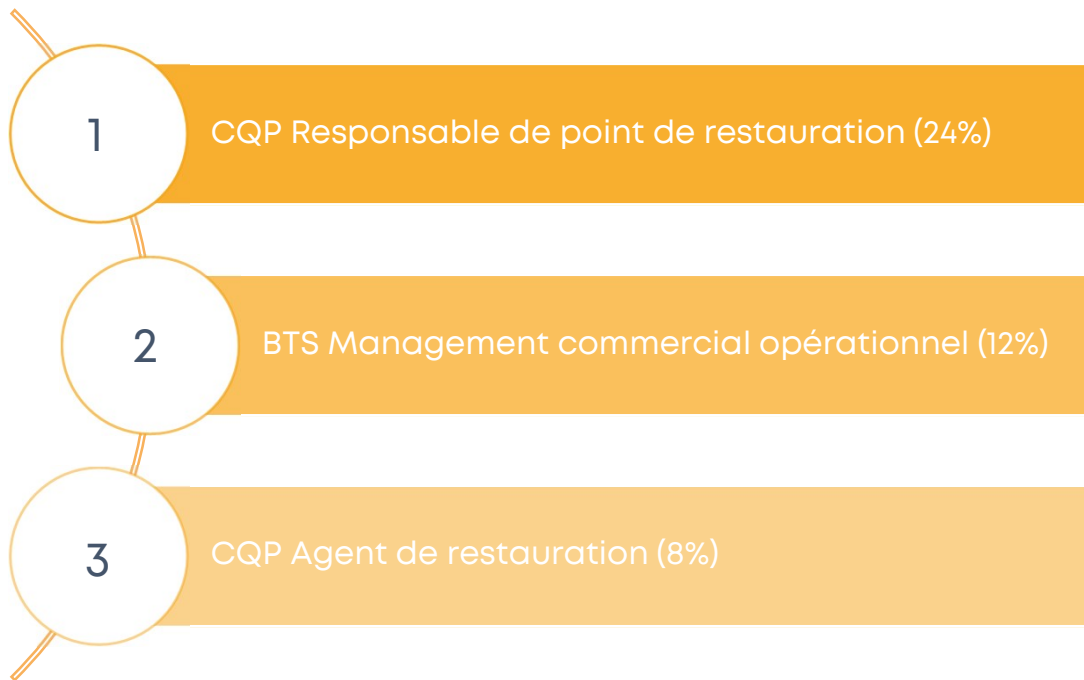 1
CQP Responsable de point de restauration (24%)
2
BTS Management commercial opérationnel (12%)
3
CQP Agent de restauration (8%)